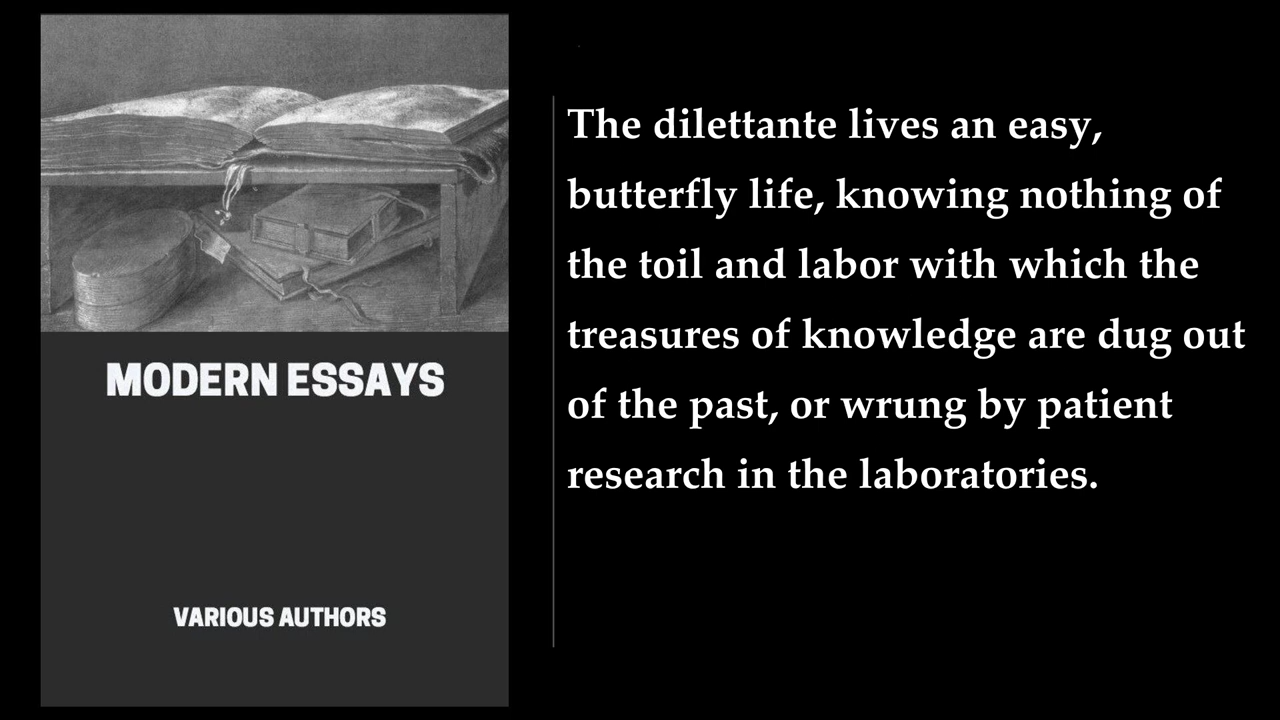 MODERN ESSAYS
VARIOUS AUTHORS
The dilettante lives an easy,
butterfly life, knowing nothing of
the toil and labor with which the
treasures of knowledge are dug out
of the past, or wrung by patient
research in the laboratories.